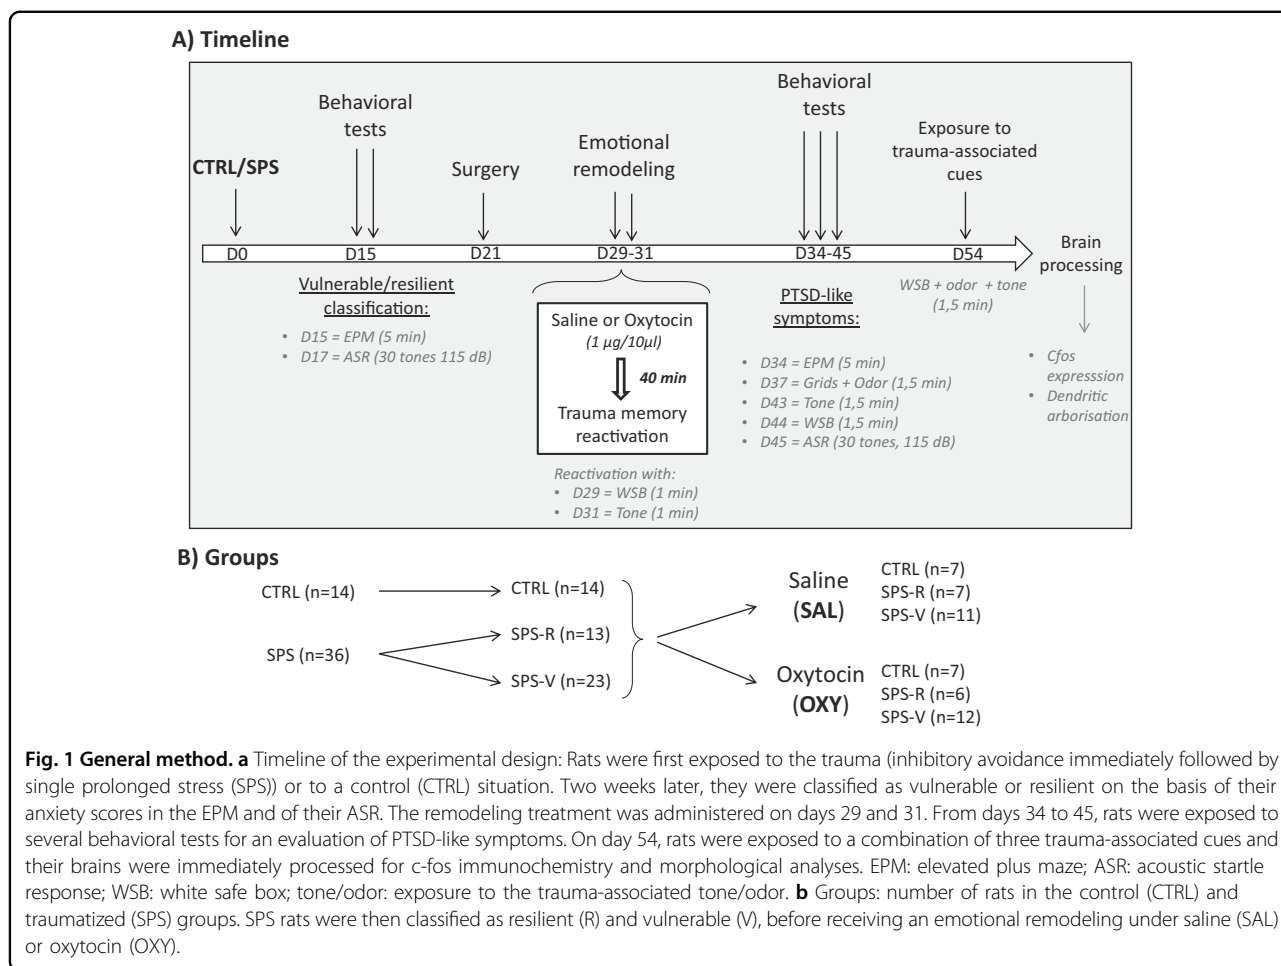 A) Timeline
Behavioral
tests
CTRL/SPS
Surgery
Emotional
remodeling
Behavioral
tests
Exposure to
trauma-associated
cues
D0
D15
D21
D29-31
D34-45
D54
Brain
processing
Vulnerable/resilient
classification:
• D15 = EPM (5 min)
• D17 = ASR (30 tones 115 dB)
Saline or Oxytocin
(1 µg/10µl)
40 min
Trauma memory
reactivation
Reactivation with:
• D29 = WSB (1 min)
• D31 = Tone (1 min)
PTSD-like
symptoms:
• D34 = EPM (5 min)
• D37 = Grids + Odor (1,5 min)
• D43 = Tone (1,5 min)
• D44 = WSB (1,5 min)
• D45 = ASR (30 tones, 115 dB)
WSB + odor + tone
(1,5 min)
• Cfos
expresssion
• Dendritic
arborisation
B) Groups
CTRL (n=14)
SPS (n=36)
CTRL (n=14)
SPS-R (n=13)
SPS-V (n=23)
Saline
(SAL)
CTRL (n=7)
SPS-R (n=7)
SPS-V (n=11)
Oxytocin
(OXY)
CTRL (n=7)
SPS-R (n=6)
SPS-V (n=12)
Fig. 1 General method. a Timeline of the experimental design: Rats were first exposed to the trauma (inhibitory avoidance immediately followed by
single prolonged stress (SPS)) or to a control (CTRL) situation. Two weeks later, they were classified as vulnerable or resilient on the basis of their
anxiety scores in the EPM and of their ASR. The remodeling treatment was administered on days 29 and 31. From days 34 to 45, rats were exposed to
several behavioral tests for an evaluation of PTSD-like symptoms. On day 54, rats were exposed to a combination of three trauma-associated cues and
their brains were immediately processed for c-fos immunochemistry and morphological analyses. EPM: elevated plus maze; ASR: acoustic startle
response; WSB: white safe box; tone/odor: exposure to the trauma-associated tone/odor. b Groups: number of rats in the control (CTRL) and
traumatized (SPS) groups. SPS rats were then classified as resilient (R) and vulnerable (V), before receiving an emotional remodeling under saline (SAL)
or oxytocin (OXY).